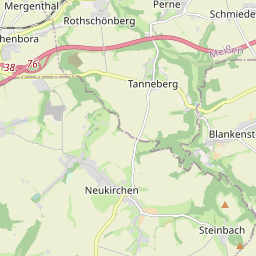 Mergenthal
Perne
Rothschönberg
Schmiede
henbora
Meißen
76
38
Tanneberg
Blankenst
Neukirchen
Steinbach